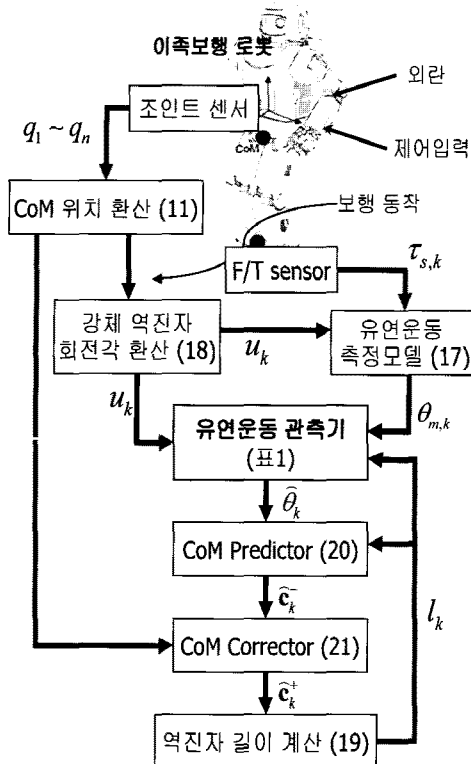 이족보행 로봇
외란
조인트 센서
CoM
제어입력
q₁ ~ qₙ
CoM 위치 환산 (11)
보행 동작
F/T sensor
τₛ,ₖ
강체 역진자
회전각 환산 (18)
uₖ
유연운동
측정모델 (17)
uₖ
θₘ,ₖ
유연운동 관측기
(표1)
θ̂ₖ
CoM Predictor (20)
ĉₖ⁻
lₖ
CoM Corrector (21)
ĉₖ⁺
역진자 길이 계산 (19)